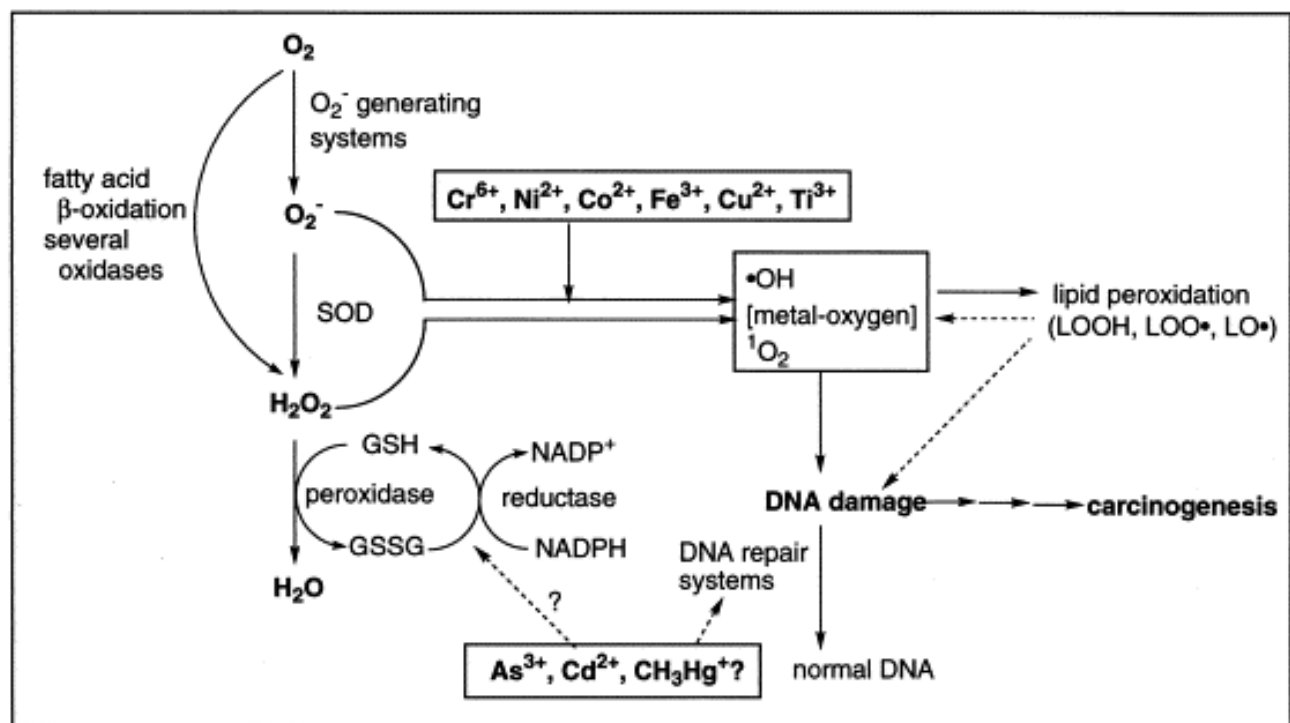 O₂
O₂⁻ generating
systems
fatty acid
β-oxidation
several
oxidases
Cr⁶⁺, Ni²⁺, Co²⁺, Fe³⁺, Cu²⁺, Ti³⁺
O₂⁻
SOD
•OH
[metal-oxygen]
¹O₂
lipid peroxidation
(LOOH, LOO•, LO•)
H₂O₂
GSH
NADP⁺
peroxidase
reductase
GSSG
NADPH
H₂O
DNA damage
carcinogenesis
DNA repair
systems
?
As³⁺, Cd²⁺, CH₃Hg⁺?
normal DNA